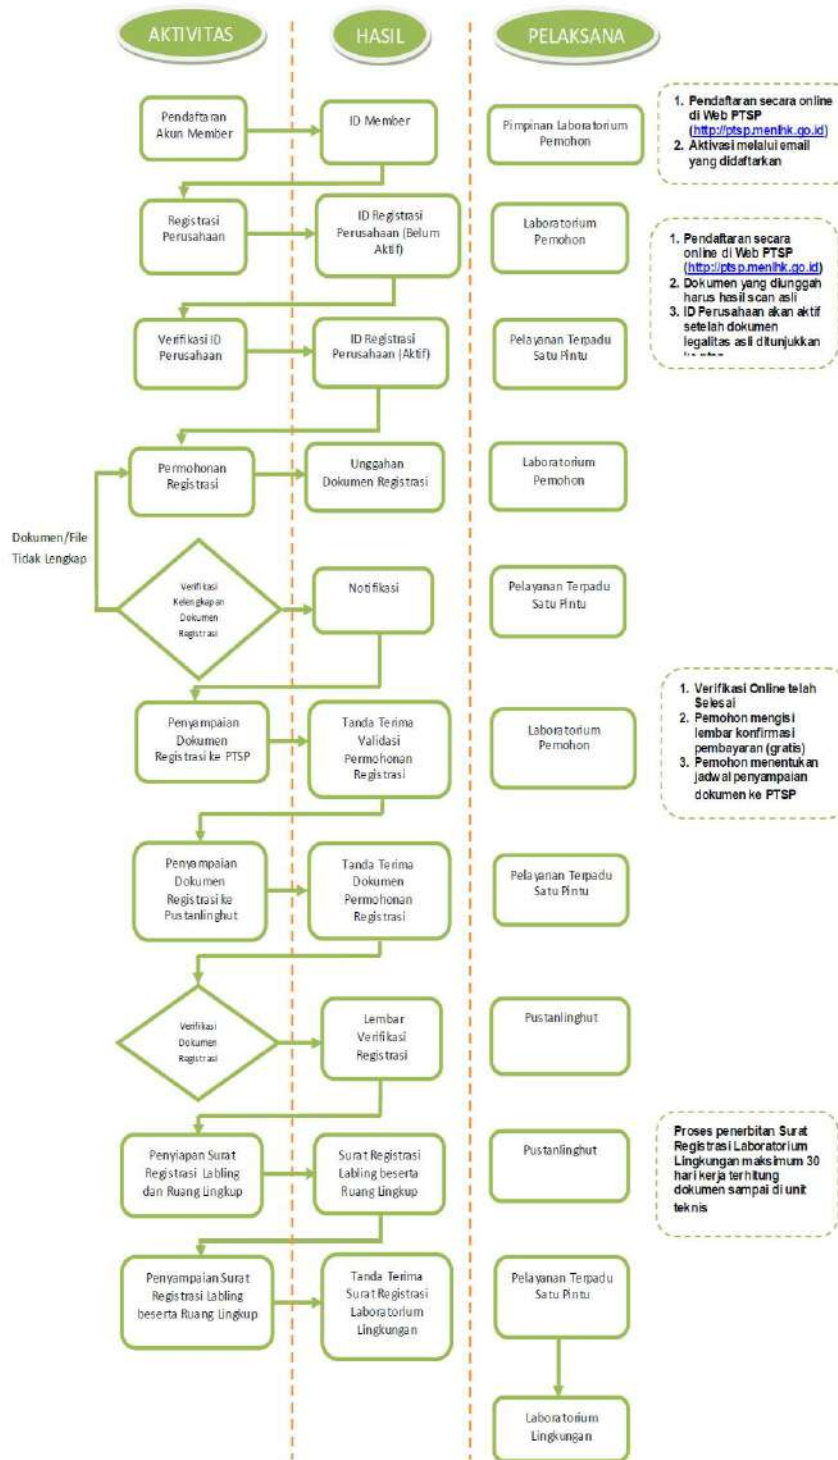 AKTIVITAS
HASIL
PELAKSANA
Pendaftaran
Akun Member
ID Member
Pimpinan Laboratorium
Pemohon
1. Pendaftaran secara online
di Web PTSP
(http://ptsp.menlhk.go.id)
2. Aktivasi melalui email
yang didaftarkan
Registrasi
Perusahaan
ID Registrasi
Perusahaan (Belum
Aktif)
Laboratorium
Pemohon
1. Pendaftaran secara
online di Web PTSP
(http://ptsp.menlhk.go.id)
2. Dokumen yang diunggah
harus hasil scan asli
3. ID Perusahaan akan aktif
setelah dokumen
legalitas asli ditunjukkan
Verifikasi ID
Perusahaan
ID Registrasi
Perusahaan (Aktif)
Pelayanan Terpadu
Satu Pintu
Permohonan
Registrasi
Unggahan
Dokumen Registrasi
Laboratorium
Pemohon
Dokumen/File
Tidak Lengkap
Verifikasi
Kelengkapan
Dokumen
Registrasi
Notifikasi
Pelayanan Terpadu
Satu Pintu
Penyampaian
Dokumen
Registrasi ke PTSP
Tanda Terima
Validasi
Permohonan
Registrasi
Laboratorium
Pemohon
1. Verifikasi Online telah
Selesai
2. Pemohon mengisi
lembar konfirmasi
pembayaran (gratis)
3. Pemohon menentukan
jadwal penyampaian
dokumen ke PTSP
Penyampaian
Dokumen
Registrasi ke
Pustanlinghut
Tanda Terima
Dokumen
Permohonan
Registrasi
Pelayanan Terpadu
Satu Pintu
Verifikasi
Dokumen
Registrasi
Lembar
Verifikasi
Registrasi
Pustanlinghut
Penyiapan Surat
Registrasi Labling
dan Ruang Lingkup
Surat Registrasi
Labling beserta
Ruang Lingkup
Pustanlinghut
Proses penerbitan Surat
Registrasi Laboratorium
Lingkungan maksimum 30
hari kerja terhitung
dokumen sampai di unit
teknis
Penyampaian Surat
Registrasi Labling
beserta Ruang Lingkup
Tanda Terima
Surat Registrasi
Laboratorium
Lingkungan
Pelayanan Terpadu
Satu Pintu
Laboratorium
Lingkungan